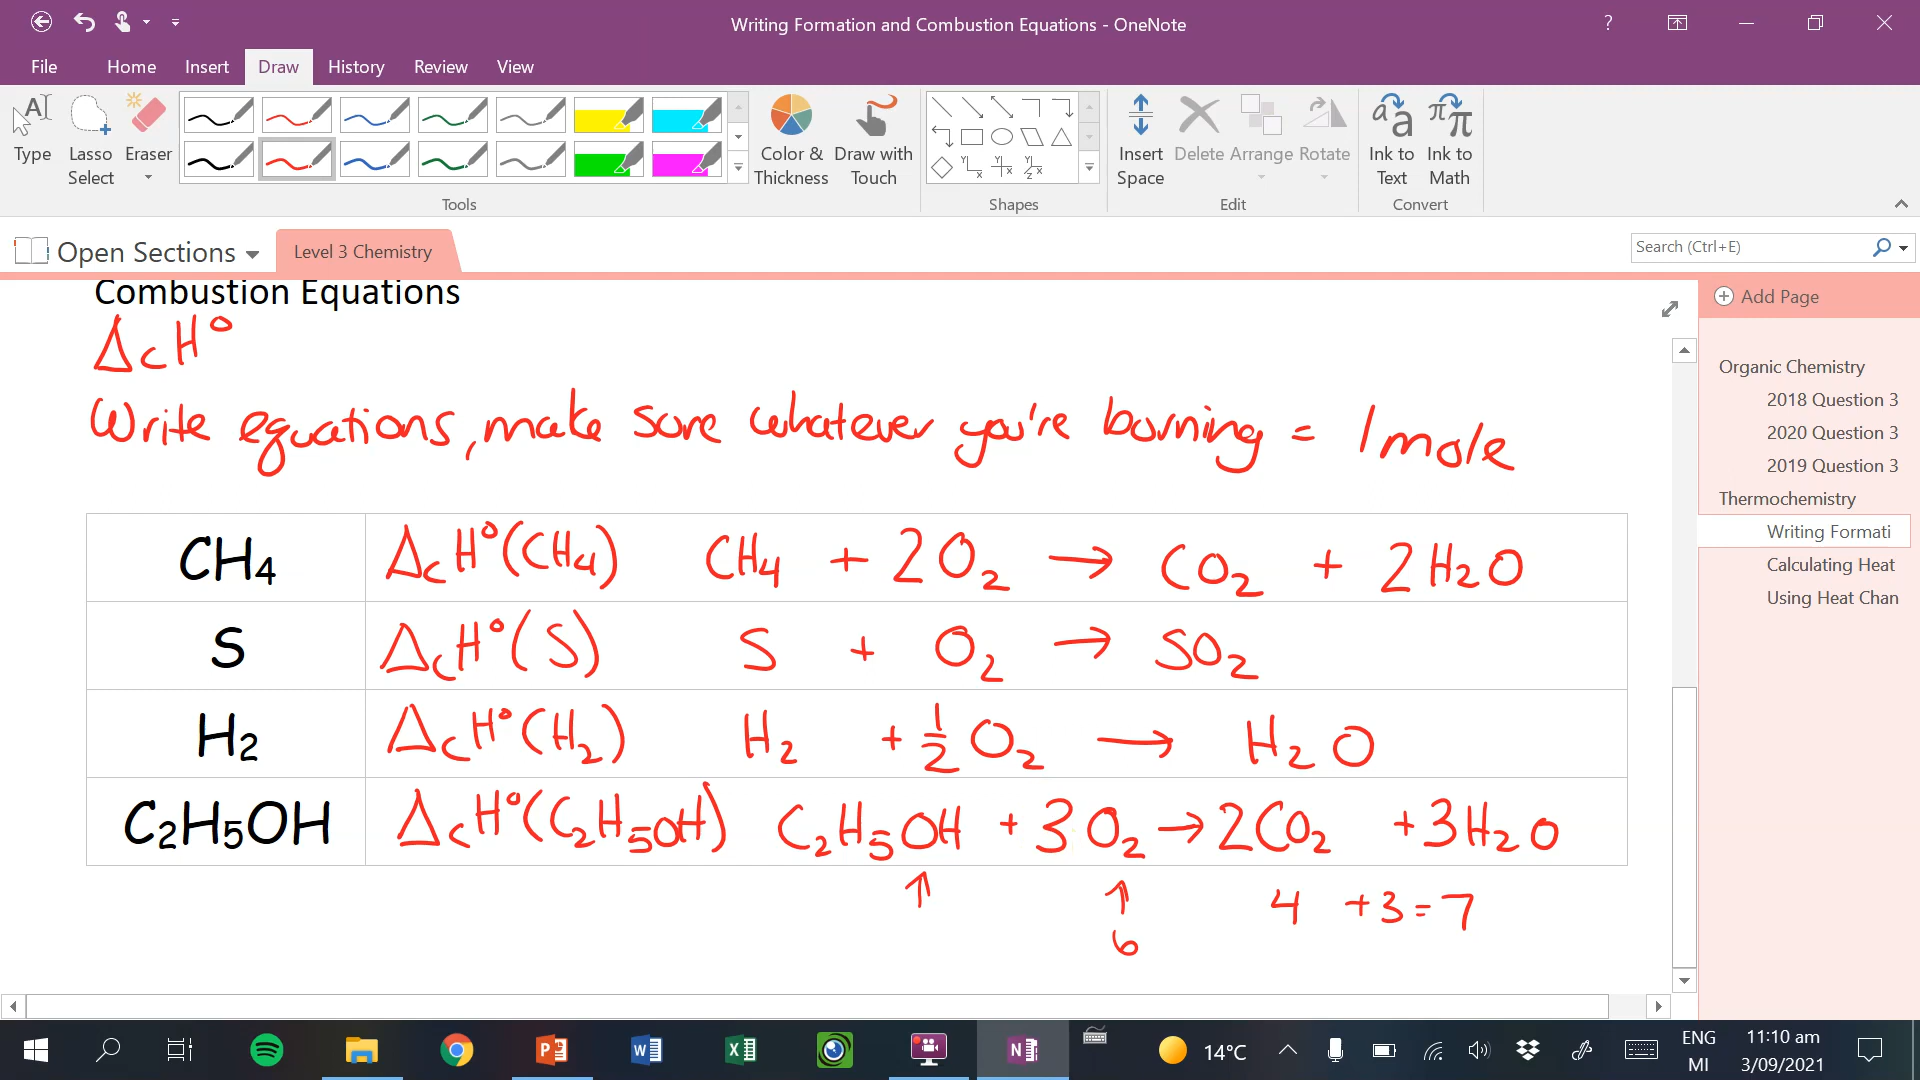 Writing Formation and Combustion Equations - OneNote
?
File Home Insert Draw History Review View
Type
Lasso Select
Eraser
Color & Thickness
Draw with Touch
Insert Space
Delete
Arrange
Rotate
Ink to Text
Ink to Math
Tools
Shapes
Edit
Convert
Open Sections
Level 3 Chemistry
Search (Ctrl+E)
Add Page
Organic Chemistry
2018 Question 3
2020 Question 3
2019 Question 3
Thermochemistry
Writing Formati
Calculating Heat
Using Heat Chan
Combustion Equations
ΔcH°
Write equations, make sure whatever you're burning = 1 mole
CH₄ ΔcH°(CH₄) CH₄ + 2O₂ → CO₂ + 2H₂O
S ΔcH°(S) S + O₂ → SO₂
H₂ ΔcH°(H₂) H₂ + ½O₂ → H₂O
C₂H₅OH ΔcH°(C₂H₅OH) C₂H₅OH + 3O₂ → 2CO₂ + 3H₂O
↑ ↑ 4 + 3 = 7
6
14°C
ENG
MI
11:10 am
3/09/2021